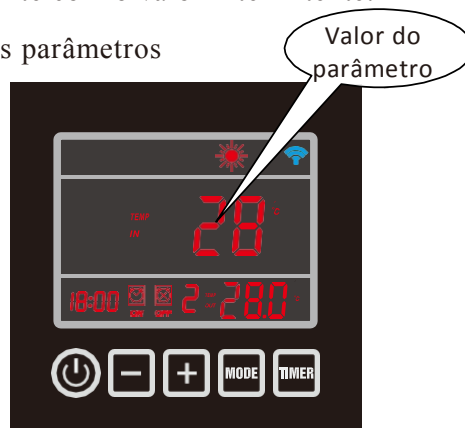 s parâmetros
Valor do
parâmetro
28
TEMP
IN
18:00 2 - 28.0
MODE TIMER